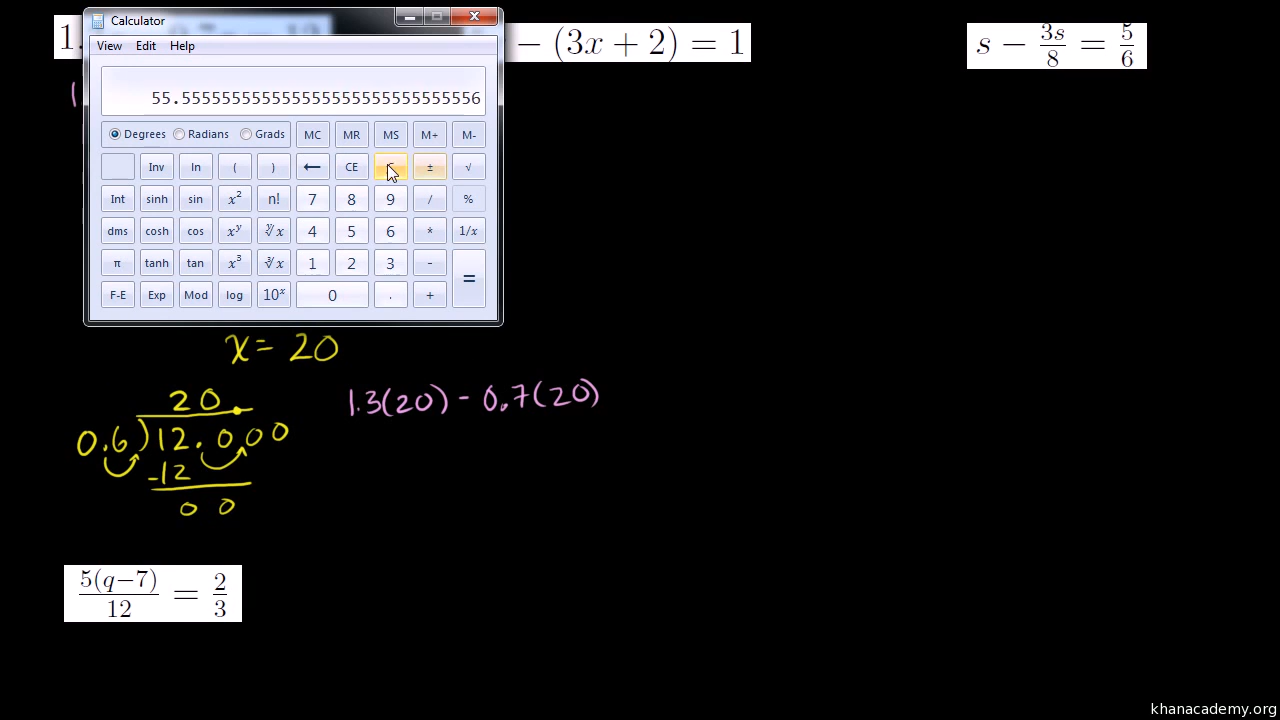 Calculator
1.
− (3x + 2) = 1
s − 3s/8 = 5/6
View Edit Help
55.555555555555555555555555555556
Degrees Radians Grads MC MR MS M+ M-
Inv ln ( ) ← CE ± √
Int sinh sin x² n! 7 8 9 / %
dms cosh cos xʸ ʸ√x 4 5 6 * 1/x
π tanh tan x³ ³√x 1 2 3 - =
F-E Exp Mod log 10ˣ 0 . +
x = 20
20.
1.3(20) - 0.7(20)
0.6)12.000
-12
00
5(q−7)/12 = 2/3
khanacademy.org